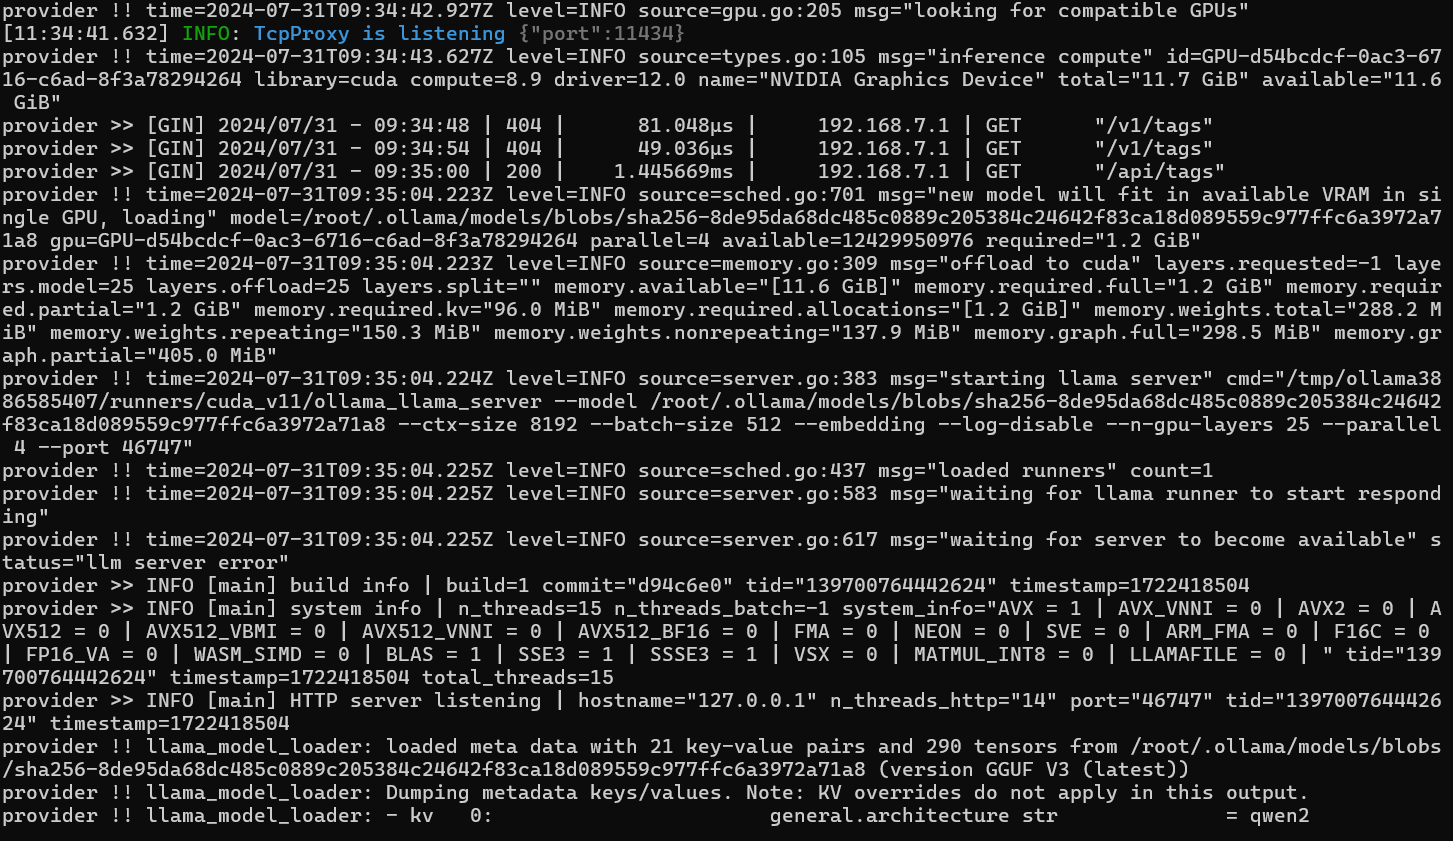 provider !! time=2024-07-31T09:34:42.927Z level=INFO source=gpu.go:205 msg="looking for compatible GPUs"
[11:34:41.632] INFO: TcpProxy is listening {"port":11434}
provider !! time=2024-07-31T09:34:43.627Z level=INFO source=types.go:105 msg="inference compute" id=GPU-d54bcdcf-0ac3-67
16-c6ad-8f3a78294264 library=cuda compute=8.9 driver=12.0 name="NVIDIA Graphics Device" total="11.7 GiB" available="11.6
 GiB"
provider >> [GIN] 2024/07/31 - 09:34:48 | 404 |      81.048µs |     192.168.7.1 | GET      "/v1/tags"
provider >> [GIN] 2024/07/31 - 09:34:54 | 404 |      49.036µs |     192.168.7.1 | GET      "/v1/tags"
provider >> [GIN] 2024/07/31 - 09:35:00 | 200 |    1.445669ms |     192.168.7.1 | GET      "/api/tags"
provider !! time=2024-07-31T09:35:04.223Z level=INFO source=sched.go:701 msg="new model will fit in available VRAM in si
ngle GPU, loading" model=/root/.ollama/models/blobs/sha256-8de95da68dc485c0889c205384c24642f83ca18d089559c977ffc6a3972a7
1a8 gpu=GPU-d54bcdcf-0ac3-6716-c6ad-8f3a78294264 parallel=4 available=12429950976 required="1.2 GiB"
provider !! time=2024-07-31T09:35:04.223Z level=INFO source=memory.go:309 msg="offload to cuda" layers.requested=-1 laye
rs.model=25 layers.offload=25 layers.split="" memory.available="[11.6 GiB]" memory.required.full="1.2 GiB" memory.requir
ed.partial="1.2 GiB" memory.required.kv="96.0 MiB" memory.required.allocations="[1.2 GiB]" memory.weights.total="288.2 M
iB" memory.weights.repeating="150.3 MiB" memory.weights.nonrepeating="137.9 MiB" memory.graph.full="298.5 MiB" memory.gr
aph.partial="405.0 MiB"
provider !! time=2024-07-31T09:35:04.224Z level=INFO source=server.go:383 msg="starting llama server" cmd="/tmp/ollama38
86585407/runners/cuda_v11/ollama_llama_server --model /root/.ollama/models/blobs/sha256-8de95da68dc485c0889c205384c24642
f83ca18d089559c977ffc6a3972a71a8 --ctx-size 8192 --batch-size 512 --embedding --log-disable --n-gpu-layers 25 --parallel
 4 --port 46747"
provider !! time=2024-07-31T09:35:04.225Z level=INFO source=sched.go:437 msg="loaded runners" count=1
provider !! time=2024-07-31T09:35:04.225Z level=INFO source=server.go:583 msg="waiting for llama runner to start respond
ing"
provider !! time=2024-07-31T09:35:04.225Z level=INFO source=server.go:617 msg="waiting for server to become available" s
tatus="llm server error"
provider >> INFO [main] build info | build=1 commit="d94c6e0" tid="139700764442624" timestamp=1722418504
provider >> INFO [main] system info | n_threads=15 n_threads_batch=-1 system_info="AVX = 1 | AVX_VNNI = 0 | AVX2 = 0 | A
VX512 = 0 | AVX512_VBMI = 0 | AVX512_VNNI = 0 | AVX512_BF16 = 0 | FMA = 0 | NEON = 0 | SVE = 0 | ARM_FMA = 0 | F16C = 0 
| FP16_VA = 0 | WASM_SIMD = 0 | BLAS = 1 | SSE3 = 1 | SSSE3 = 1 | VSX = 0 | MATMUL_INT8 = 0 | LLAMAFILE = 0 | " tid="139
700764442624" timestamp=1722418504 total_threads=15
provider >> INFO [main] HTTP server listening | hostname="127.0.0.1" n_threads_http="14" port="46747" tid="1397007644426
24" timestamp=1722418504
provider !! llama_model_loader: loaded meta data with 21 key-value pairs and 290 tensors from /root/.ollama/models/blobs
/sha256-8de95da68dc485c0889c205384c24642f83ca18d089559c977ffc6a3972a71a8 (version GGUF V3 (latest))
provider !! llama_model_loader: Dumping metadata keys/values. Note: KV overrides do not apply in this output.
provider !! llama_model_loader: - kv   0:                       general.architecture str              = qwen2